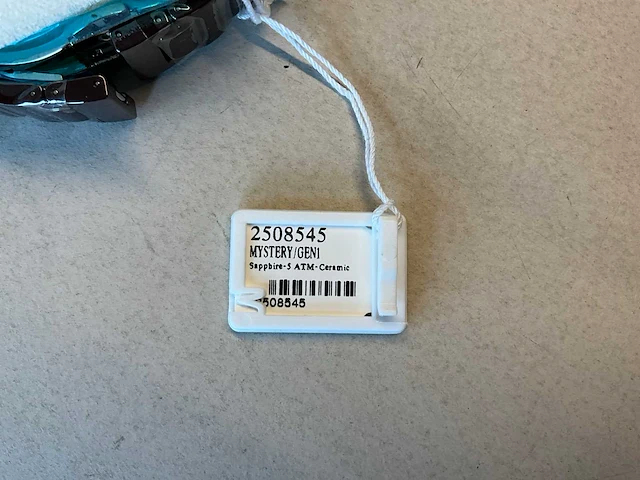 2508545
MYSTERY/GEN1
Sapphire-5 ATM-Ceramic
508545